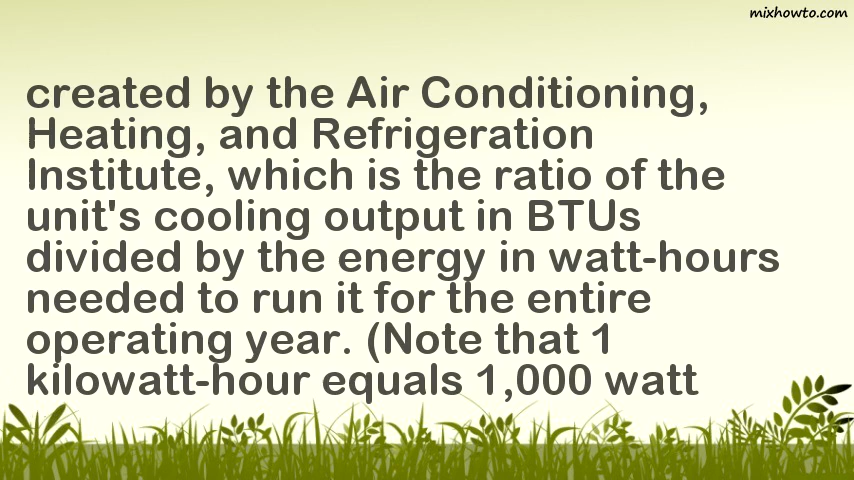 mixhowto.com
created by the Air Conditioning,
Heating, and Refrigeration
Institute, which is the ratio of the
unit's cooling output in BTUs
divided by the energy in watt-hours
needed to run it for the entire
operating year. (Note that 1
kilowatt-hour equals 1,000 watt